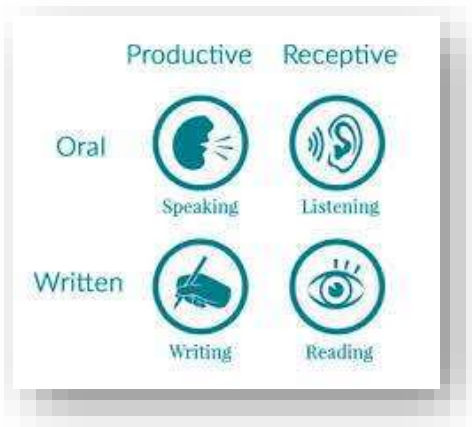 Productive Receptive
Oral
Speaking Listening
Written
Writing Reading